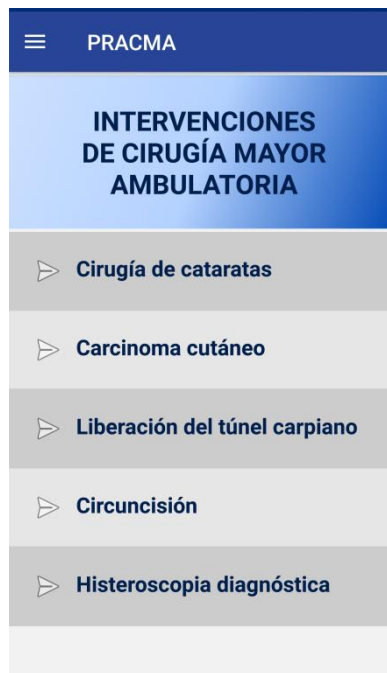 PRACMA
INTERVENCIONES
DE CIRUGÍA MAYOR
AMBULATORIA
Cirugía de cataratas
Carcinoma cutáneo
Liberación del túnel carpiano
Circuncisión
Histeroscopia diagnóstica